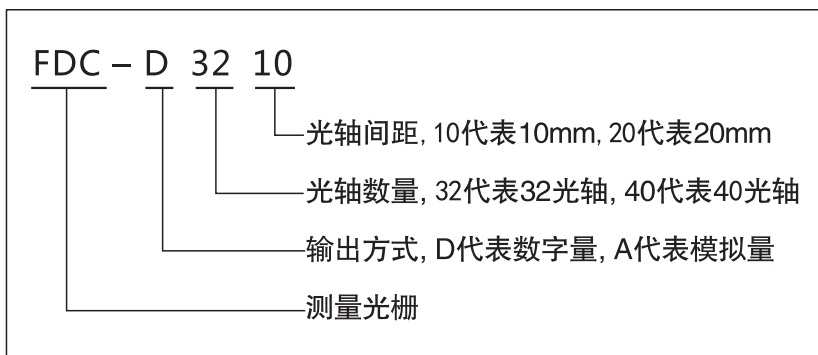 FDC-D 32 10
光轴间距, 10代表10mm, 20代表20mm
光轴数量, 32代表32光轴, 40代表40光轴
输出方式, D代表数字量, A代表模拟量
测量光栅